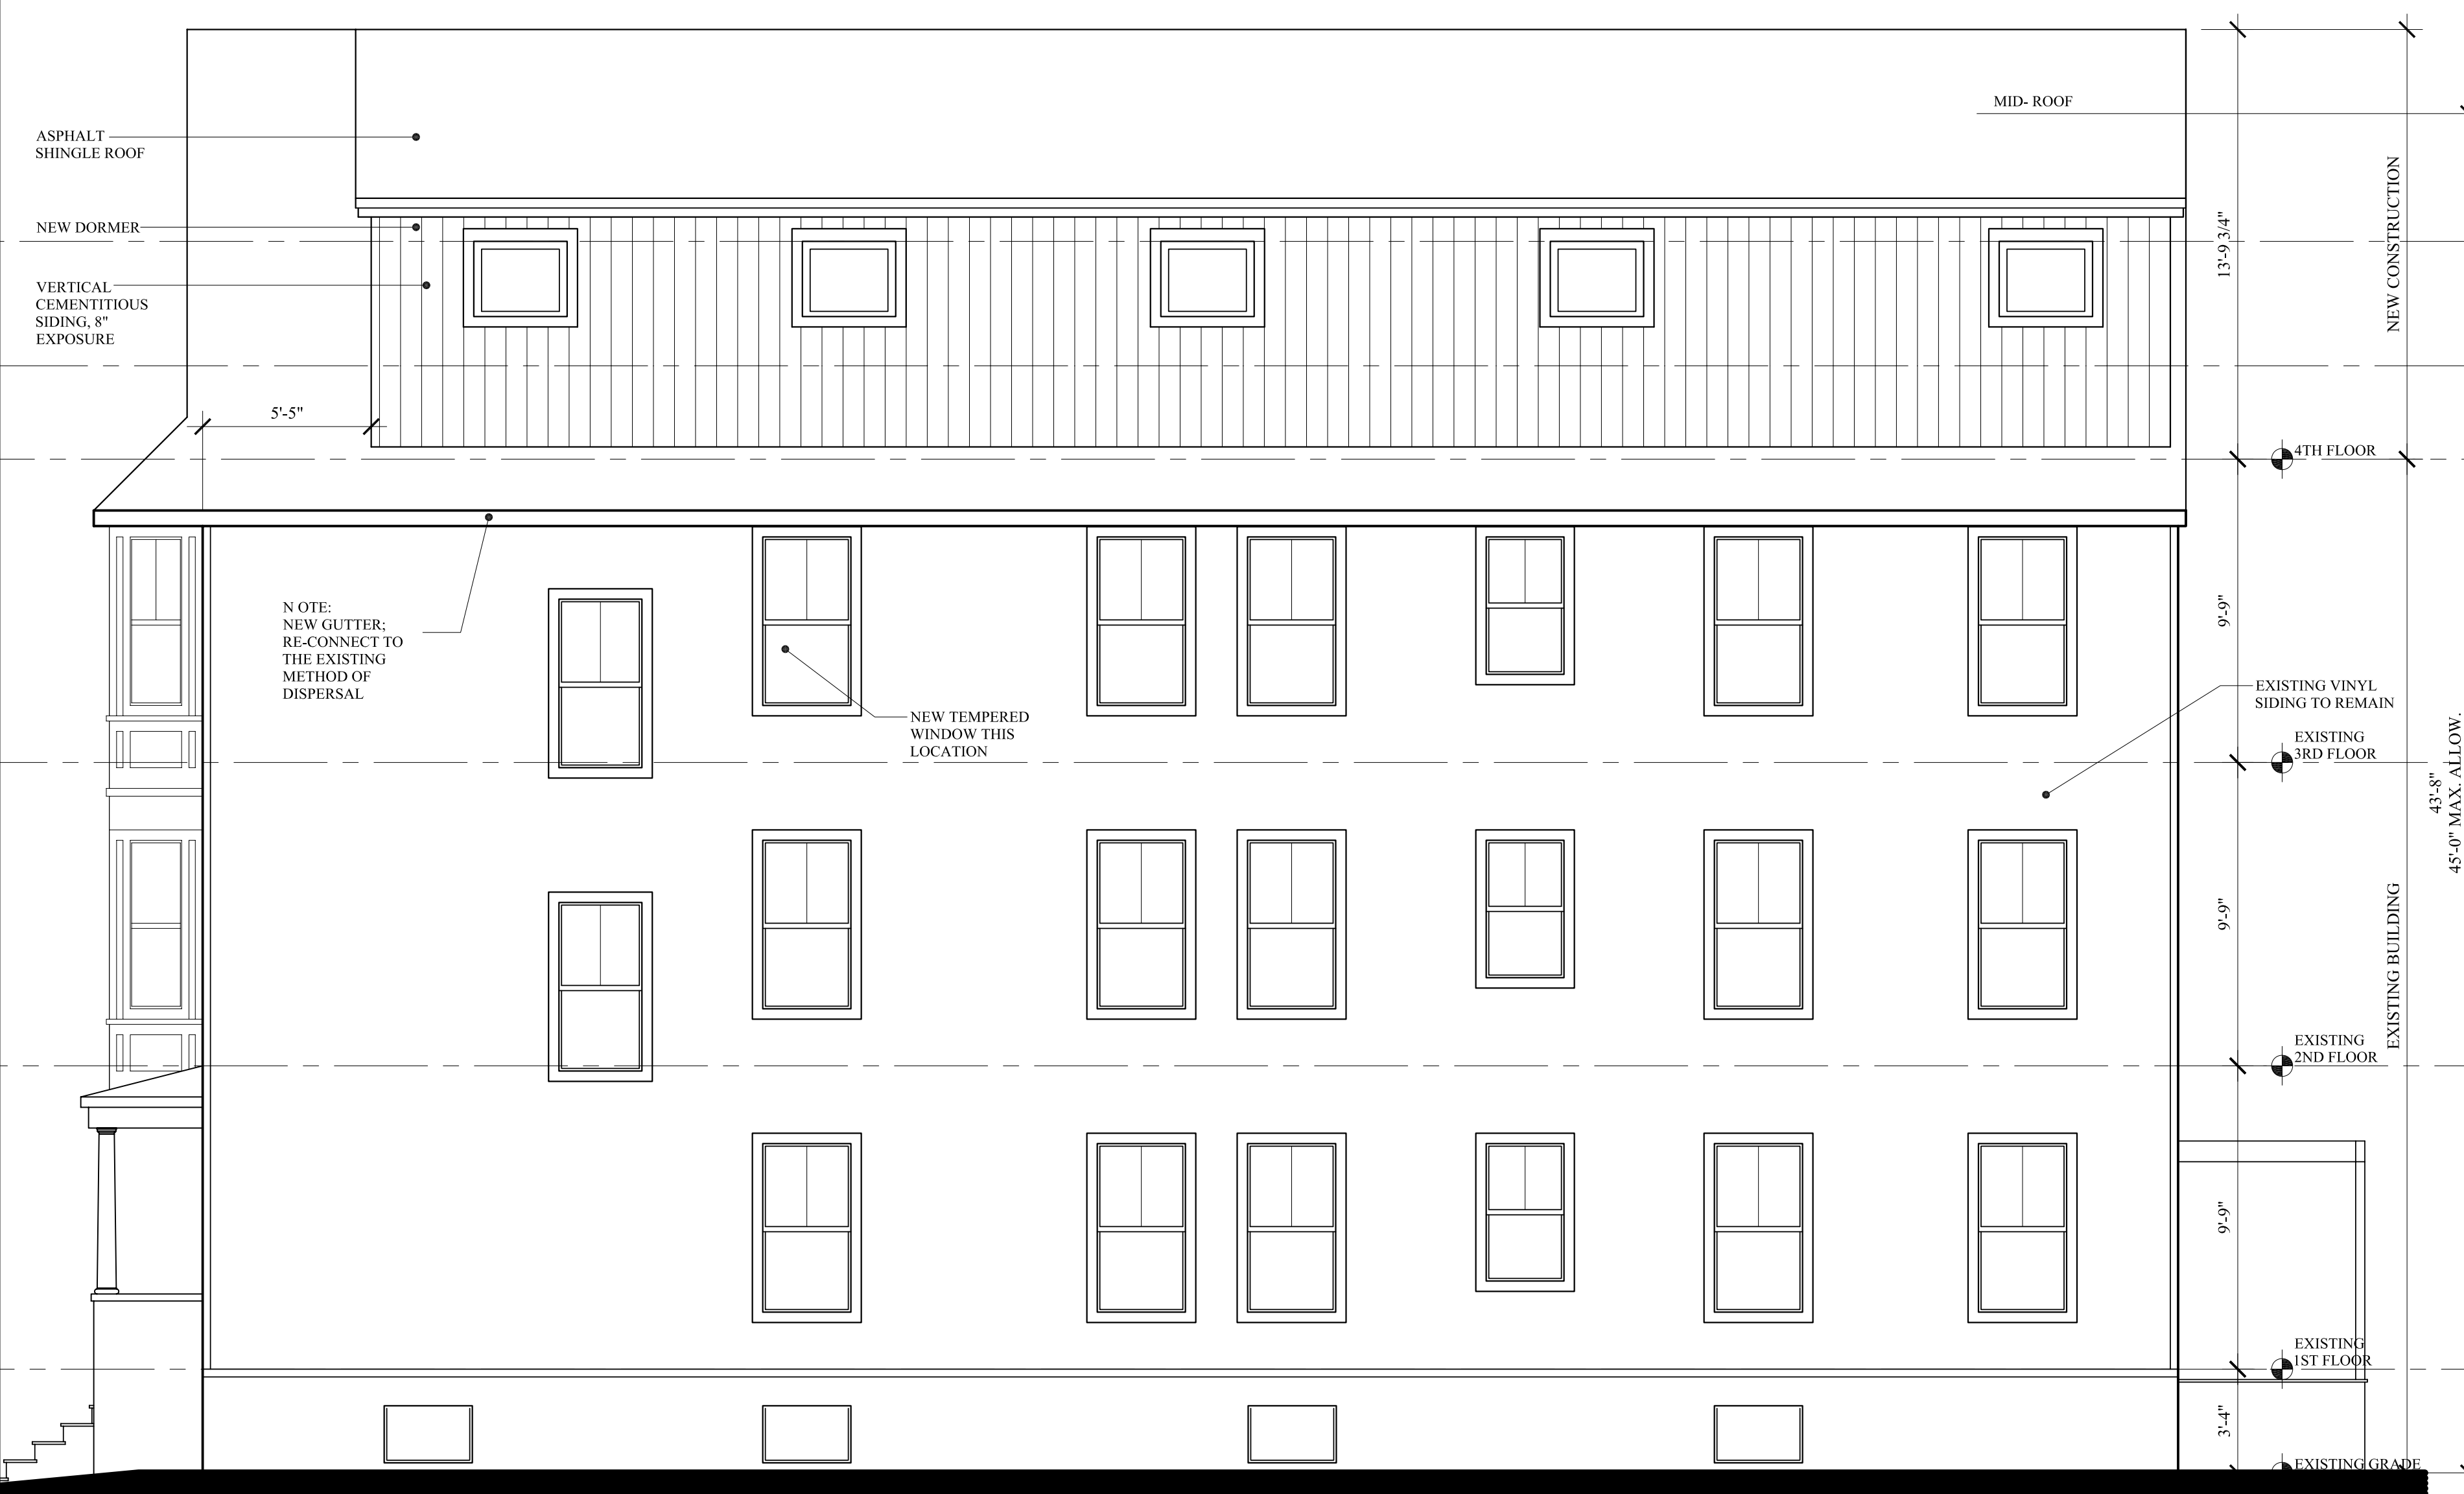 MID- ROOF
ASPHALT
SHINGLE ROOF
NEW DORMER
VERTICAL
CEMENTITIOUS
SIDING, 8"
EXPOSURE
13'-9 3/4"
NEW CONSTRUCTION
5'-5"
4TH FLOOR
N OTE:
NEW GUTTER;
RE-CONNECT TO
THE EXISTING
METHOD OF
DISPERSAL
NEW TEMPERED
WINDOW THIS
LOCATION
9'-9"
EXISTING VINYL
SIDING TO REMAIN
EXISTING
3RD FLOOR
43'-8"
45'-0" MAX. ALLOW.
9'-9"
EXISTING BUILDING
EXISTING
2ND FLOOR
9'-9"
EXISTING
1ST FLOOR
3'-4"
EXISTING GRADE